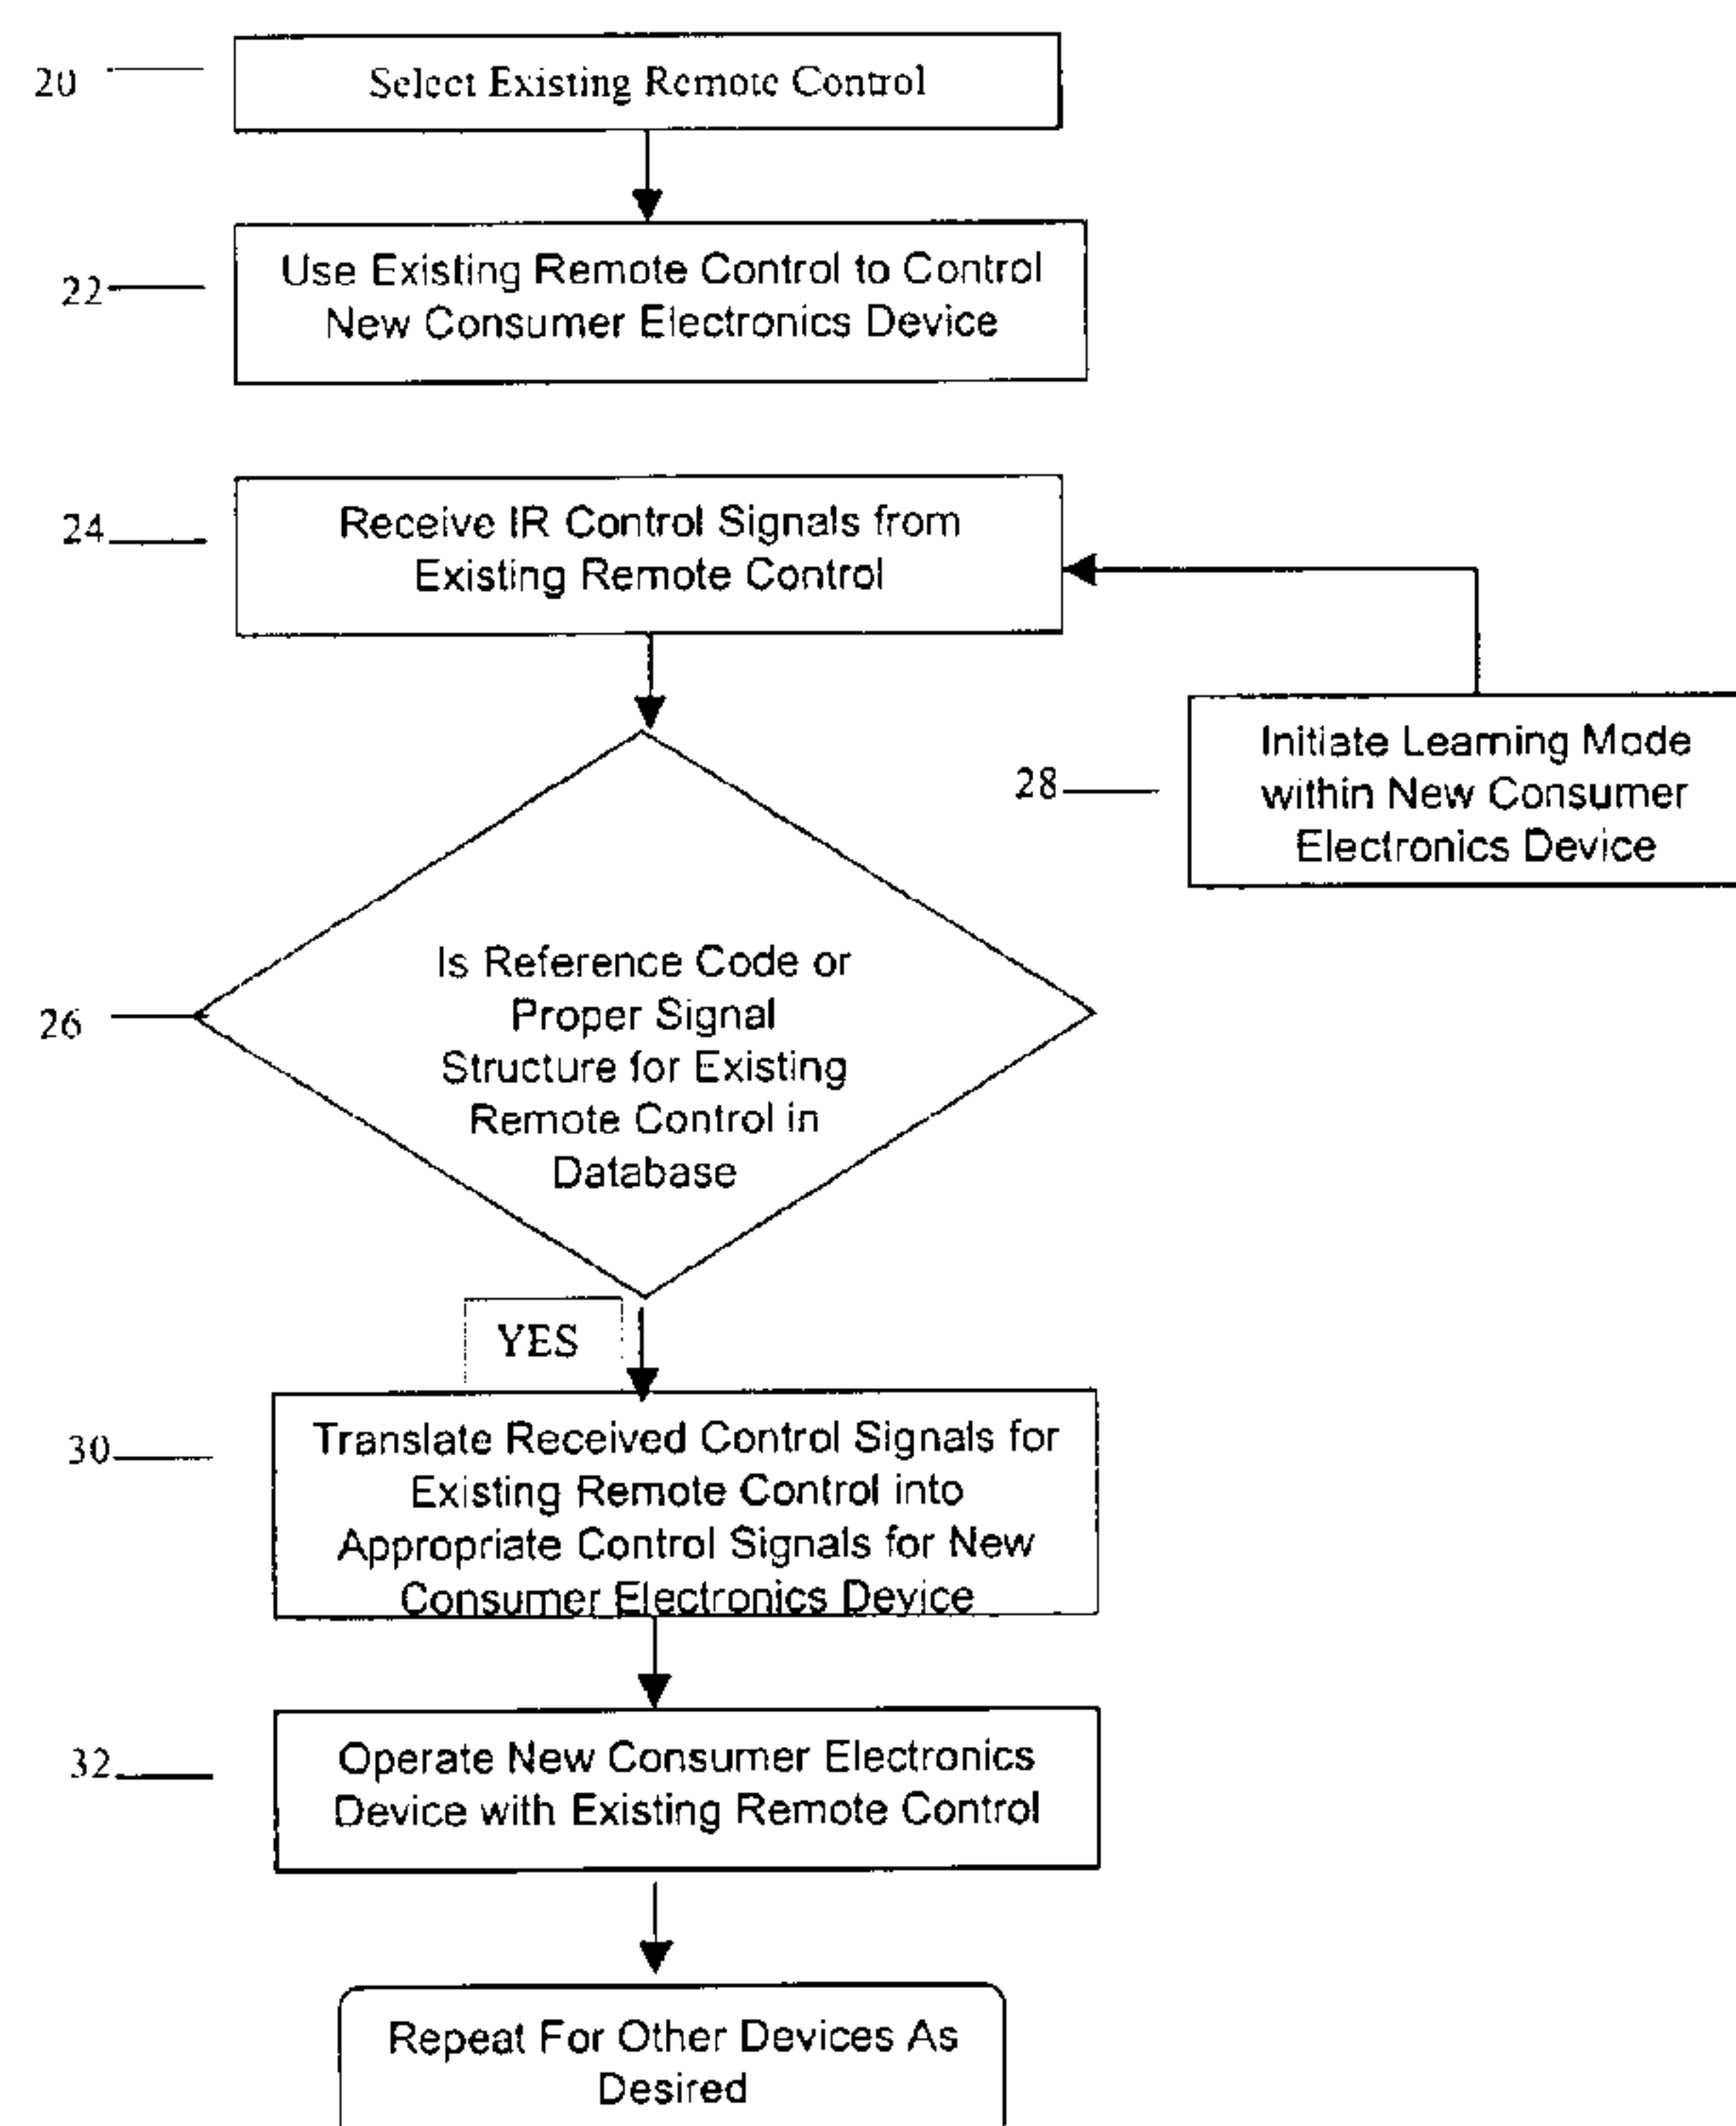 20
Select Existing Remote Control
22
Use Existing Remote Control to Control
New Consumer Electronics Device
24
Receive IR Control Signals from
Existing Remote Control
28
Initiate Learning Mode
within New Consumer
Electronics Device
26
Is Reference Code or
Proper Signal
Structure for Existing
Remote Control in
Database
YES
30
Translate Received Control Signals for
Existing Remote Control into
Appropriate Control Signals for New
Consumer Electronics Device
32
Operate New Consumer Electronics
Device with Existing Remote Control
Repeat For Other Devices As
Desired